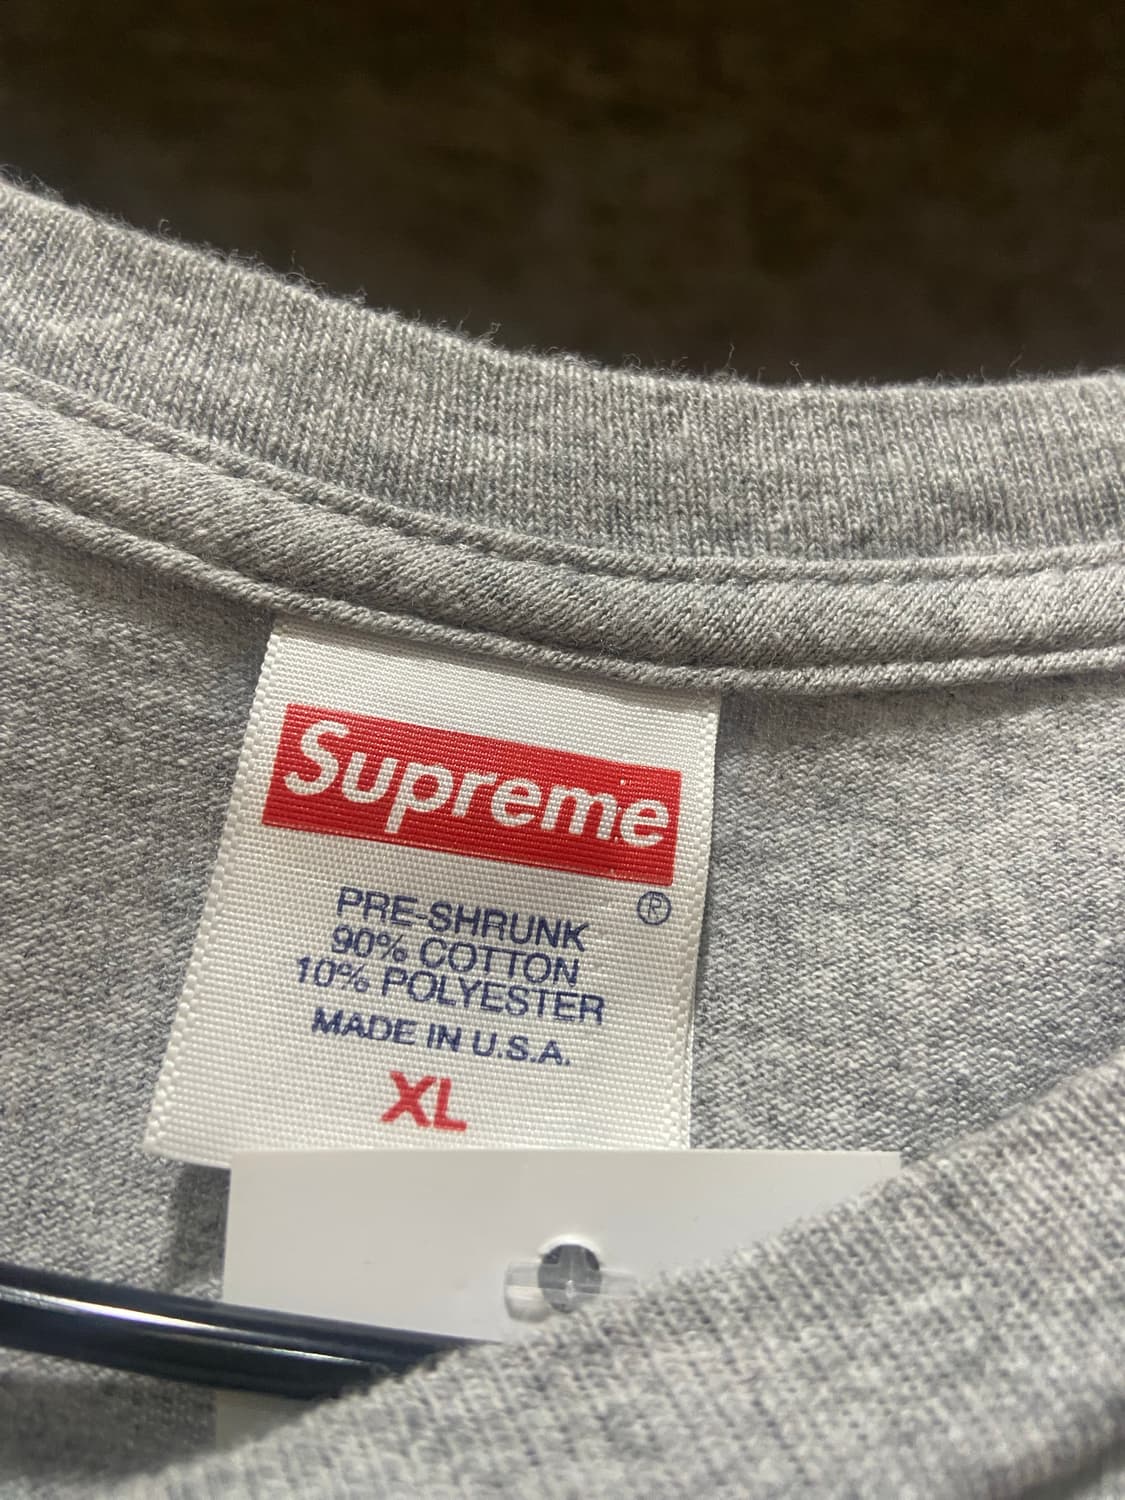 Supreme
®
PRE-SHRUNK
90% COTTON
10% POLYESTER
MADE IN U.S.A.
XL